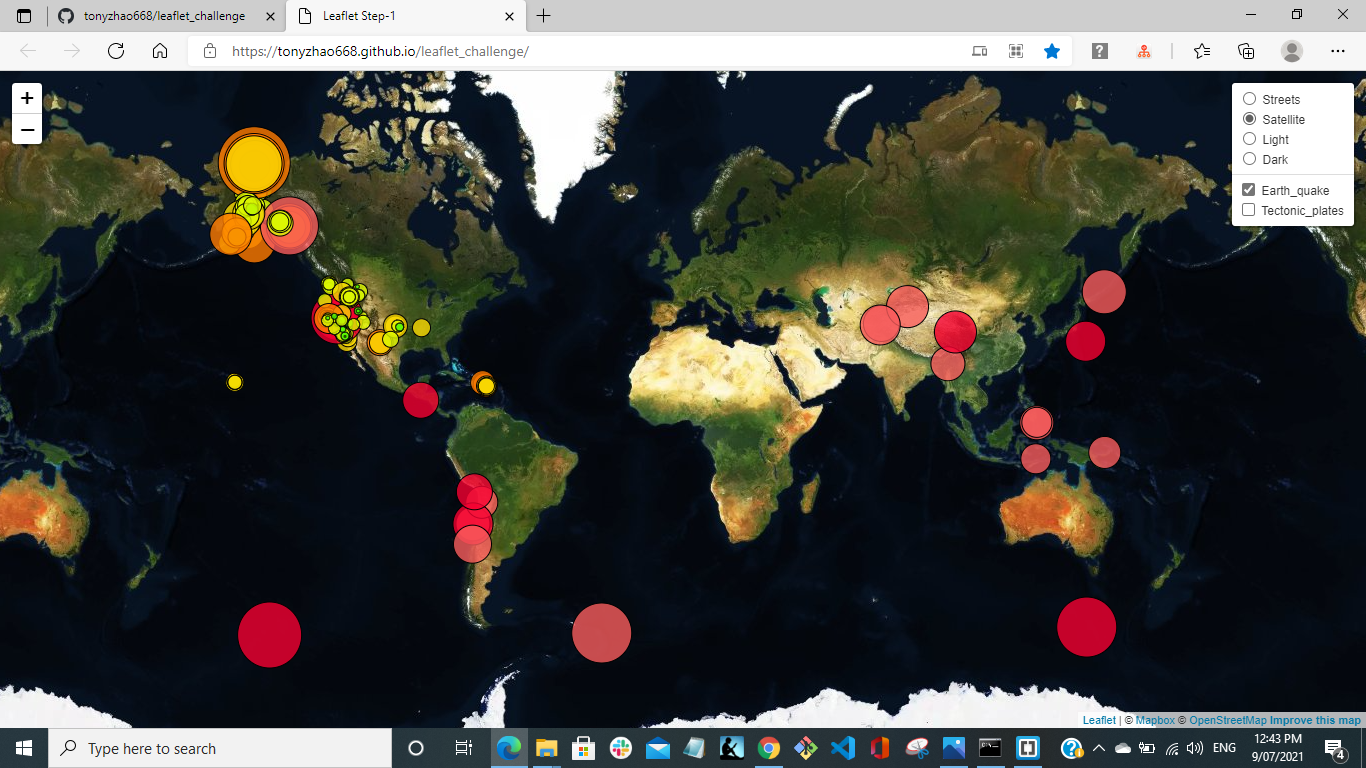 tonyzhao668/leaflet_challenge
Leaflet Step-1
https://tonyzhao668.github.io/leaflet_challenge/
+
−
Streets
Satellite
Light
Dark
Earth_quake
Tectonic_plates
Leaflet | © Mapbox © OpenStreetMap Improve this map
Type here to search
ENG
12:43 PM
9/07/2021
4